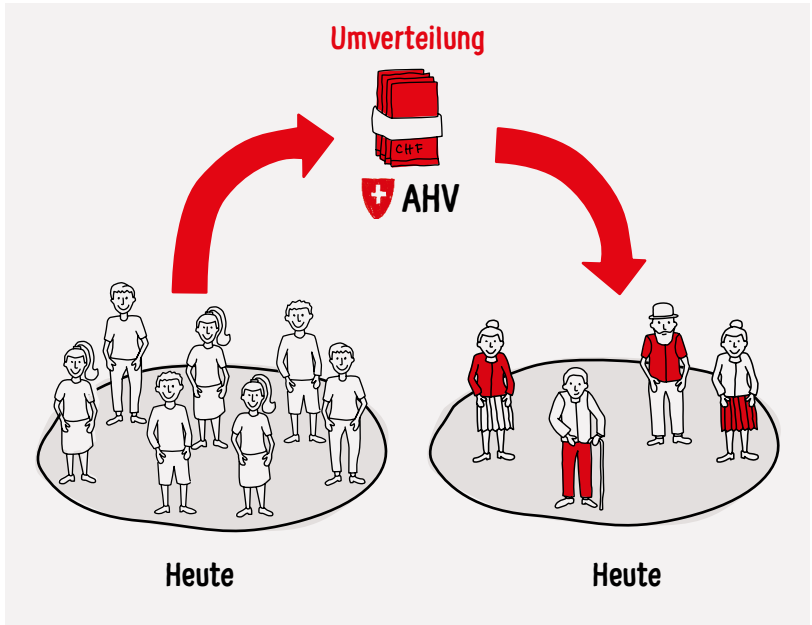 Umverteilung
CHF
AHV
Heute
Heute